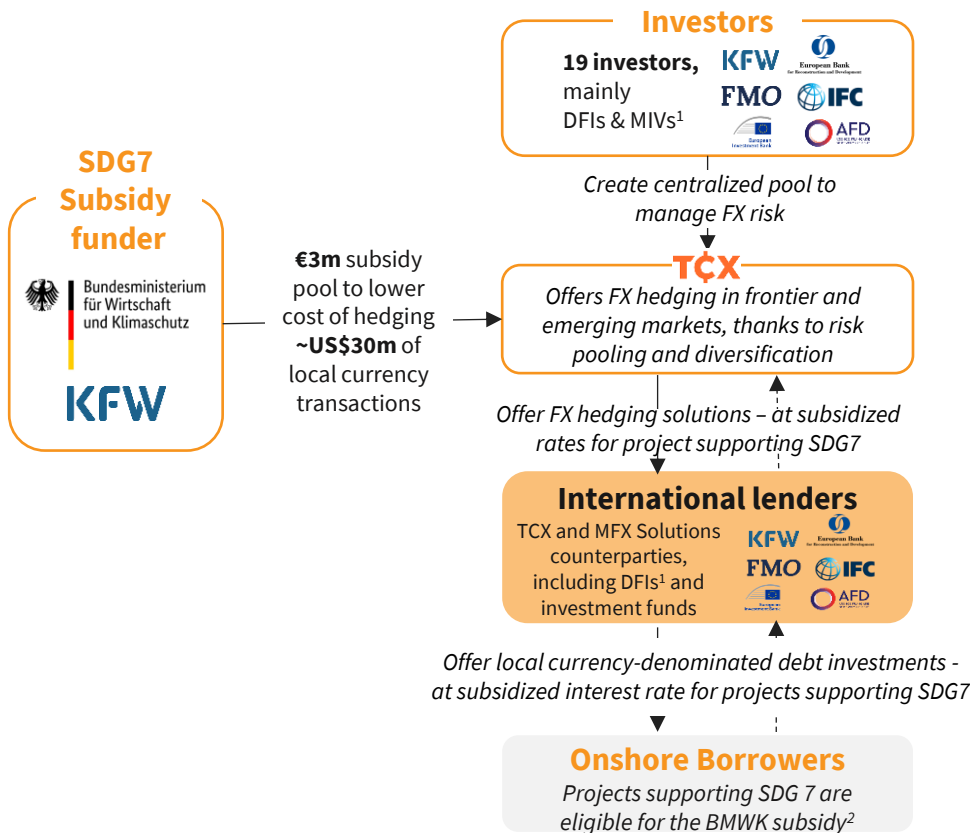 Investors
19 investors,
mainly
DFIs & MIVs¹
KFW
European Bank
for Reconstruction and Development
FMO
IFC
European
Investment Bank
AFD
Create centralized pool to
manage FX risk
SDG7
Subsidy
funder
Bundesministerium
für Wirtschaft
und Klimaschutz
KFW
€3m subsidy
pool to lower
cost of hedging
~US$30m of
local currency
transactions
T¢X
Offers FX hedging in frontier and
emerging markets, thanks to risk
pooling and diversification
Offer FX hedging solutions – at subsidized
rates for project supporting SDG7
International lenders
TCX and MFX Solutions
counterparties,
including DFIs¹ and
investment funds
KFW
European Bank
for Reconstruction and Development
FMO
IFC
European
Investment Bank
AFD
Offer local currency-denominated debt investments -
at subsidized interest rate for projects supporting SDG7
Onshore Borrowers
Projects supporting SDG 7 are
eligible for the BMWK subsidy²